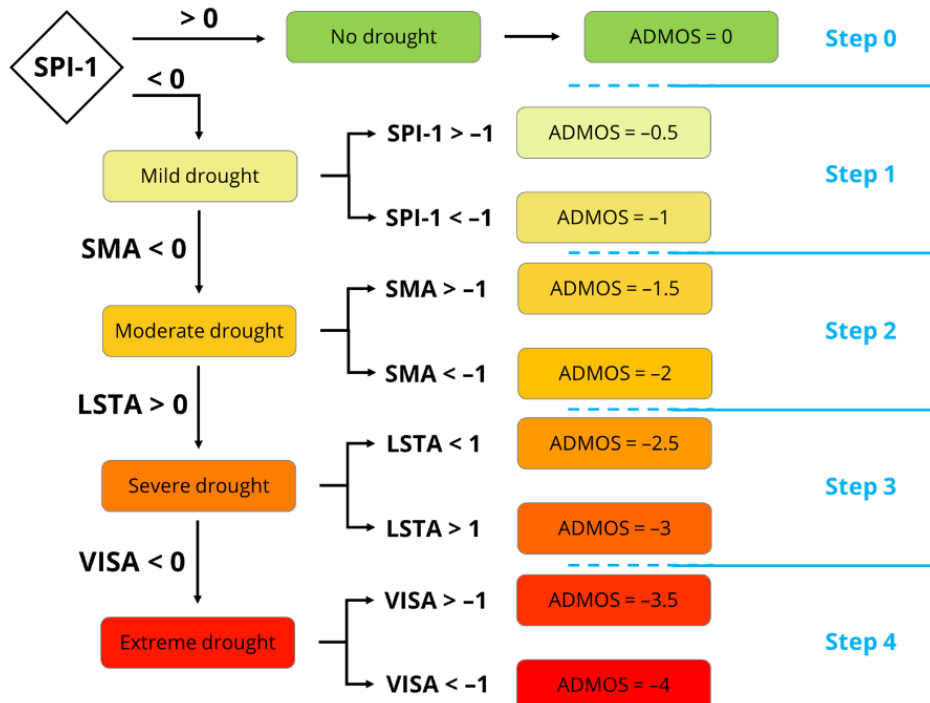 > 0
No drought
ADMOS = 0
Step 0
SPI-1
< 0
SPI-1 > –1
ADMOS = –0.5
Mild drought
Step 1
SPI-1 < –1
ADMOS = –1
SMA < 0
SMA > –1
ADMOS = –1.5
Moderate drought
Step 2
SMA < –1
ADMOS = –2
LSTA > 0
LSTA < 1
ADMOS = –2.5
Severe drought
Step 3
LSTA > 1
ADMOS = –3
VISA < 0
VISA > –1
ADMOS = –3.5
Extreme drought
Step 4
VISA < –1
ADMOS = –4